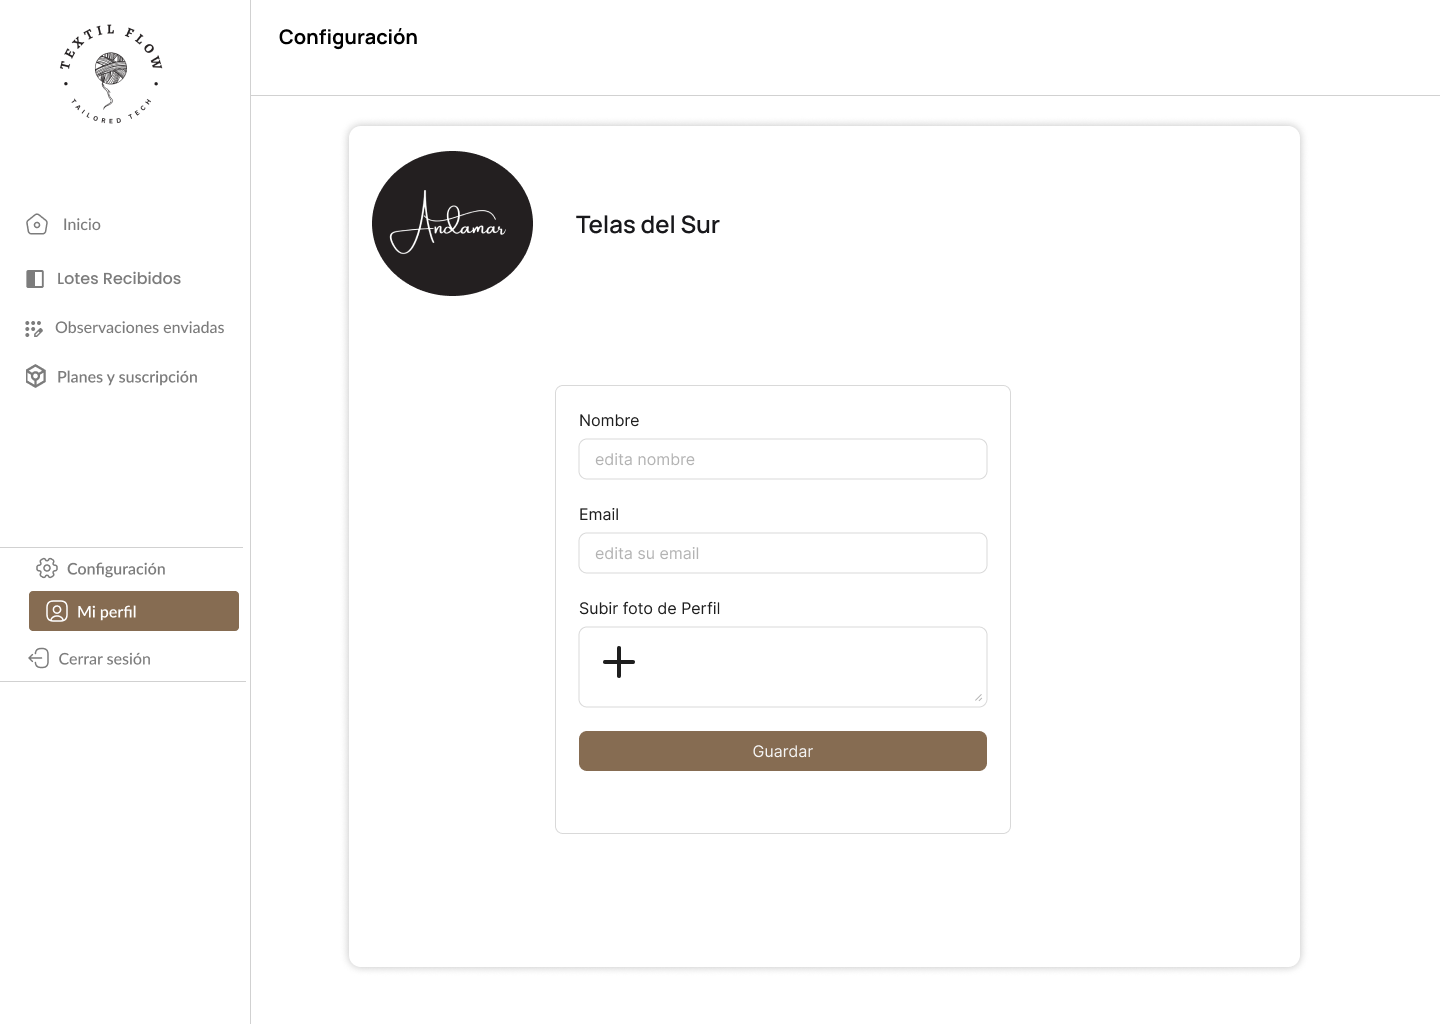 TEXTIL FLOW
TAILORED TECH
Configuración
Inicio
Lotes Recibidos
Observaciones enviadas
Planes y suscripción
Configuración
Mi perfil
Cerrar sesión
Andamar
Telas del Sur
Nombre
edita nombre
Email
edita su email
Subir foto de Perfil
Guardar